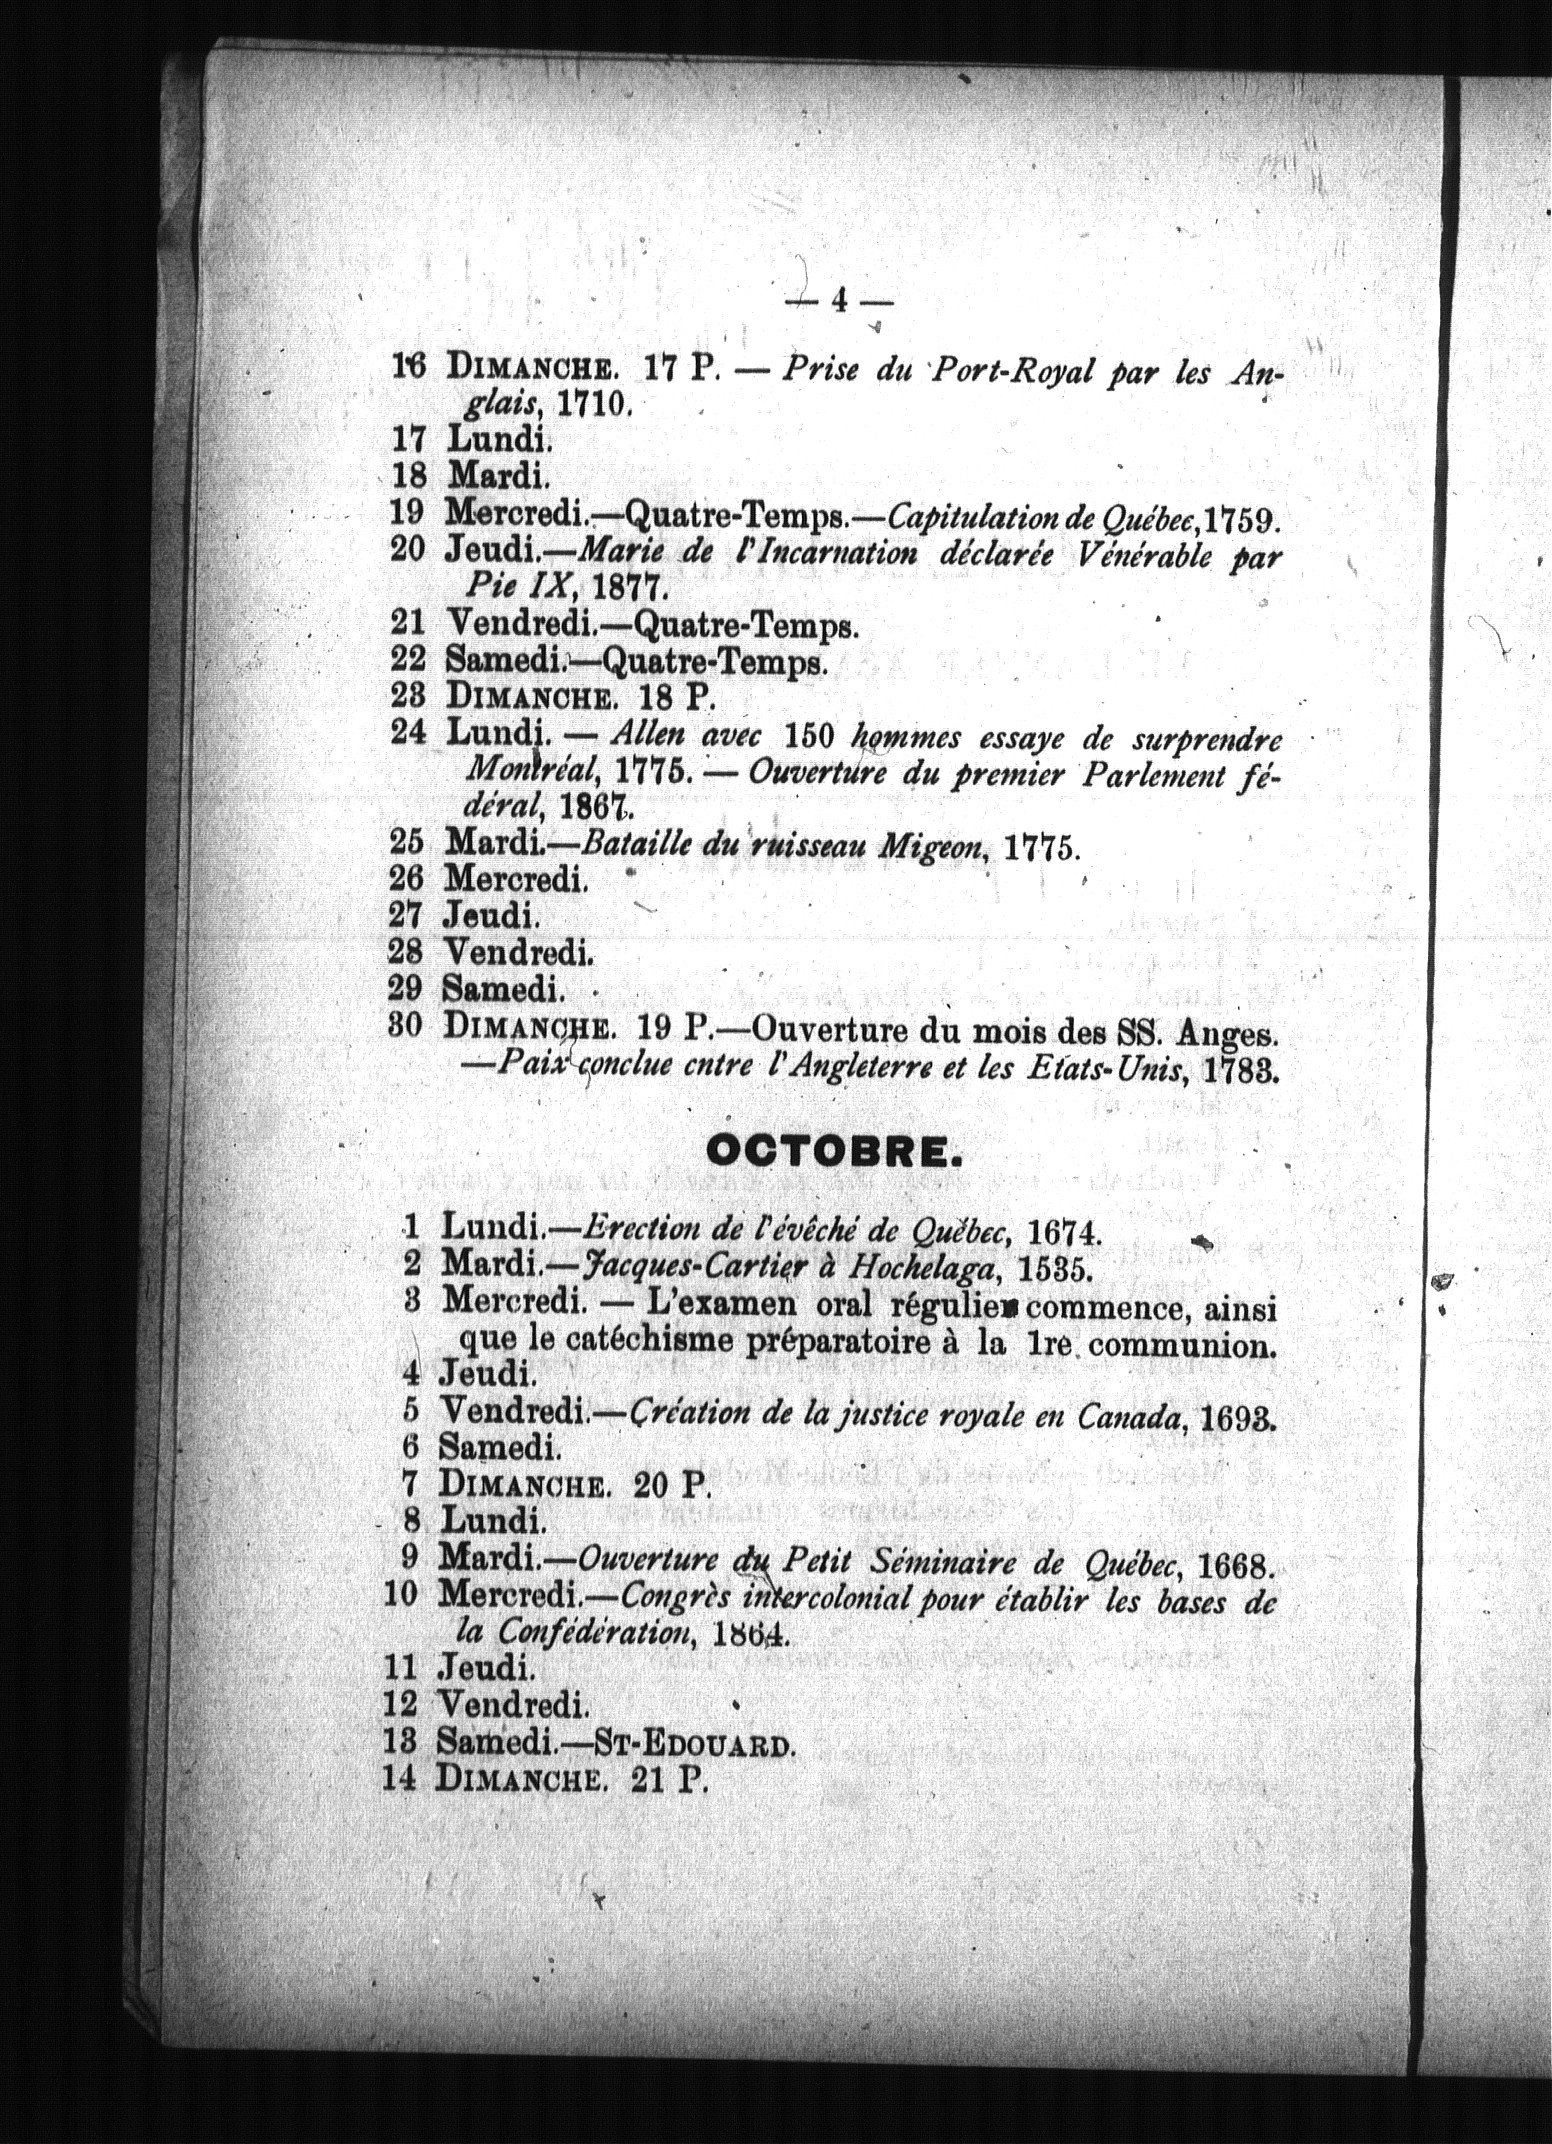 — 4 —
16 DIMANCHE. 17 P. — Prise du Port-Royal par les An-
glais, 1710.
17 Lundi.
18 Mardi.
19 Mercredi.—Quatre-Temps.—Capitulation de Québec, 1759.
20 Jeudi.—Marie de l'Incarnation déclarée Vénérable par
Pie IX, 1877.
21 Vendredi.—Quatre-Temps.
22 Samedi.—Quatre-Temps.
23 DIMANCHE. 18 P.
24 Lundi. — Allen avec 150 hommes essaye de surprendre
Montréal, 1775. — Ouverture du premier Parlement fé-
déral, 1867.
25 Mardi.—Bataille du ruisseau Migeon, 1775.
26 Mercredi.
27 Jeudi.
28 Vendredi.
29 Samedi.
30 DIMANCHE. 19 P.—Ouverture du mois des SS. Anges.
—Paix conclue entre l'Angleterre et les Etats-Unis, 1783.
OCTOBRE.
1 Lundi.—Erection de l'évêché de Québec, 1674.
2 Mardi.—Jacques-Cartier à Hochelaga, 1535.
3 Mercredi. — L'examen oral régulier commence, ainsi
que le catéchisme préparatoire à la 1re communion.
4 Jeudi.
5 Vendredi.—Création de la justice royale en Canada, 1693.
6 Samedi.
7 DIMANCHE. 20 P.
8 Lundi.
9 Mardi.—Ouverture du Petit Séminaire de Québec, 1668.
10 Mercredi.—Congrès intercolonial pour établir les bases de
la Confédération, 1864.
11 Jeudi.
12 Vendredi.
13 Samedi.—ST-EDOUARD.
14 DIMANCHE. 21 P.